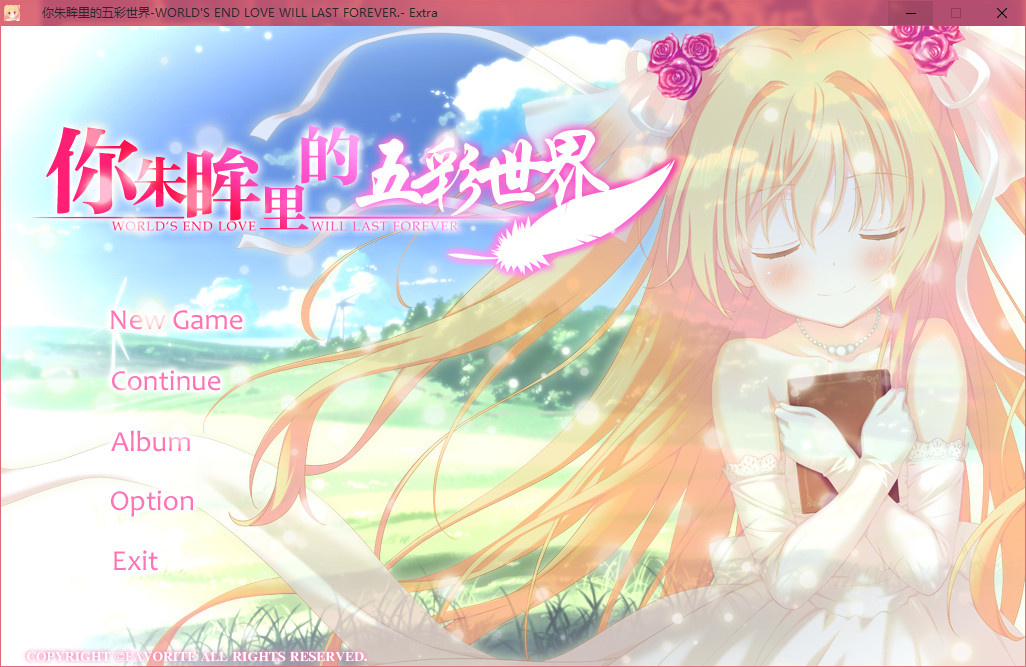 你朱眸里的五彩世界-WORLD'S END LOVE WILL LAST FOREVER.- Extra
你朱眸里的五彩世界
WORLD'S END LOVE WILL LAST FOREVER
New Game
Continue
Album
Option
Exit
COPYRIGHT ©FAVORITE ALL RIGHTS RESERVED.